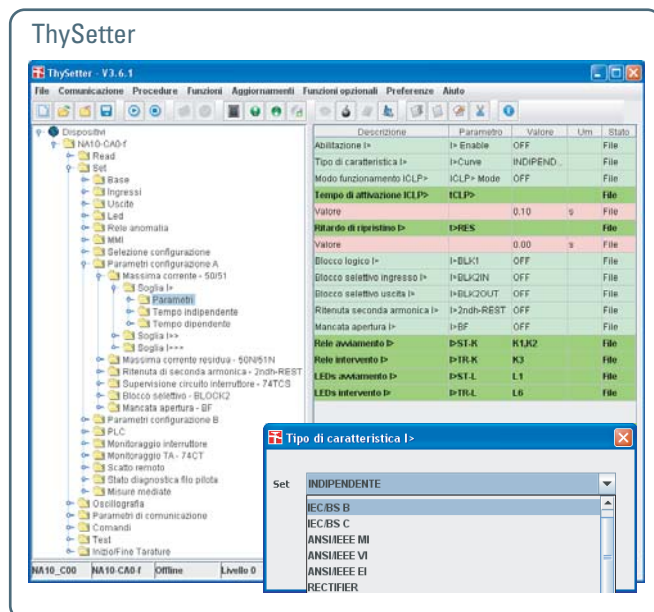 ThySetter
ThySetter - V3.6.1
File Comunicazione Procedure Funzioni Aggiornamenti Funzioni opzionali Preferenze Aiuto
Dispositivi
NA10-CA0-f
Read
Set
Base
Ingressi
Uscite
Led
Rele anomalia
MMI
Selezione configurazione
Parametri configurazione A
Massima corrente - 50/51
Soglia I>
Parametri
Tempo indipendente
Tempo dipendente
Soglia I>>
Soglia I>>>
Massima corrente residua - 50N/51N
Ritenuta di seconda armonica - 2ndh-REST
Supervisione circuito interruttore - 74TCS
Blocco selettivo - BLOCK2
Mancata apertura - BF
Parametri configurazione B
PLC
Monitoraggio interruttore
Monitoraggio TA - 74CT
Scatto remoto
Stato diagnostica filo pilota
Misure mediate
Oscillografia
Parametri di comunicazione
Comandi
Test
Inizio/Fine Tarature
NA10_C00 NA10-CA0-f Offline Livello 0
Descrizione Parametro Valore Um Stato
Abilitazione I> I> Enable OFF File
Tipo di caratteristica I> I>Curve INDIPEND... File
Modo funzionamento ICLP> ICLP> Mode OFF File
Tempo di attivazione ICLP> tCLP> File
Valore 0.10 s File
Ritardo di ripristino I> t>RES File
Valore 0.00 s File
Blocco logico I> I>BLK1 OFF File
Blocco selettivo ingresso I> I>BLK2IN OFF File
Blocco selettivo uscita I> I>BLK2OUT OFF File
Ritenuta seconda armonica I> I>2ndh-REST OFF File
Mancata apertura I> I>BF OFF File
Rele avviamento I> I>ST-K K1,K2 File
Rele intervento I> I>TR-K K3 File
LEDs avviamento I> I>ST-L L1 File
LEDs intervento I> I>TR-L L6 File
Tipo di caratteristica I>
Set INDIPENDENTE
IEC/BS B
IEC/BS C
ANSI/IEEE MI
ANSI/IEEE VI
ANSI/IEEE EI
RECTIFIER